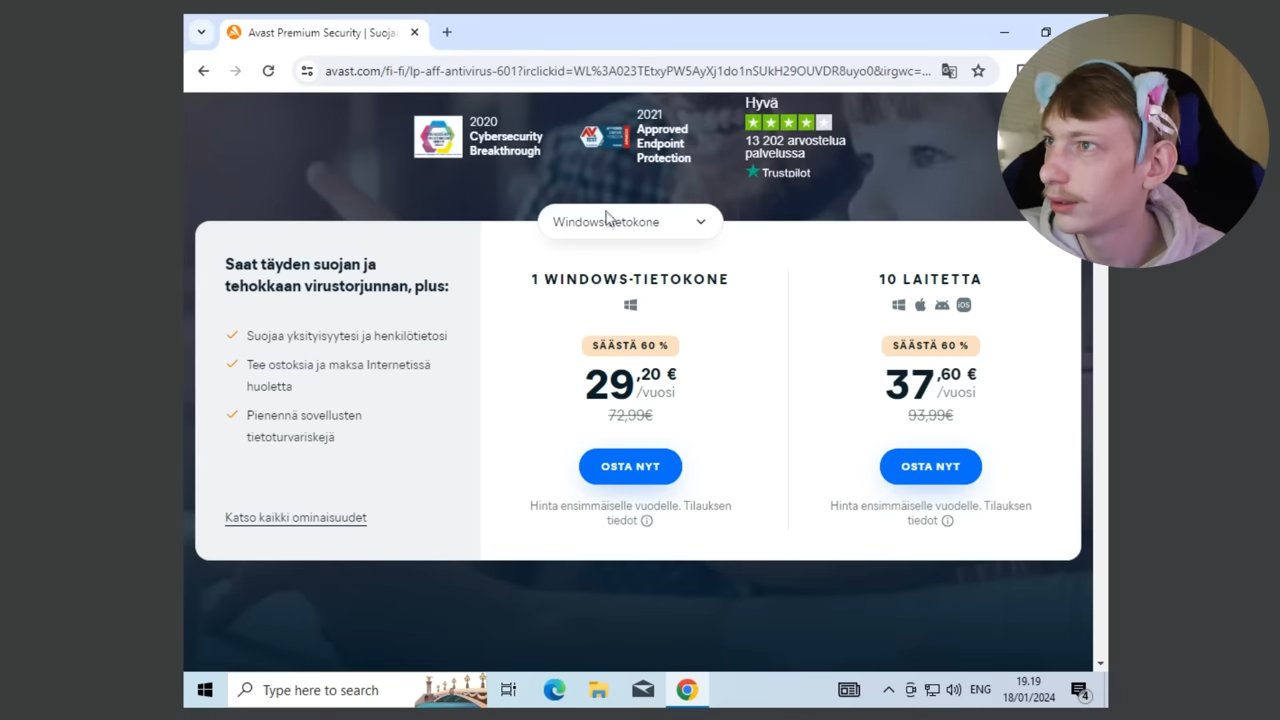 Avast Premium Security | Suoja
avast.com/fi-fi/lp-aff-antivirus-601?irclickid=WL%3A023TEtxyPW5AyXj1do1nSUkH29OUVDR8uyo0&irgwc=...
2020
Cybersecurity
Breakthrough
2021
Approved
Endpoint
Protection
Hyvä
13 202 arvostelua
palvelussa
Trustpilot
Windows-tietokone
Saat täyden suojan ja
tehokkaan virustorjunnan, plus:
Suojaa yksityisyytesi ja henkilötietosi
Tee ostoksia ja maksa Internetissä
huoletta
Pienennä sovellusten
tietoturvariskejä
Katso kaikki ominaisuudet
1 WINDOWS-TIETOKONE
SÄÄSTÄ 60 %
29,20 €
/vuosi
72,99€
OSTA NYT
Hinta ensimmäiselle vuodelle. Tilauksen
tiedot
10 LAITETTA
iOS
SÄÄSTÄ 60 %
37,60 €
/vuosi
93,99€
OSTA NYT
Hinta ensimmäiselle vuodelle. Tilauksen
tiedot
Type here to search
ENG
19.19
18/01/2024
4